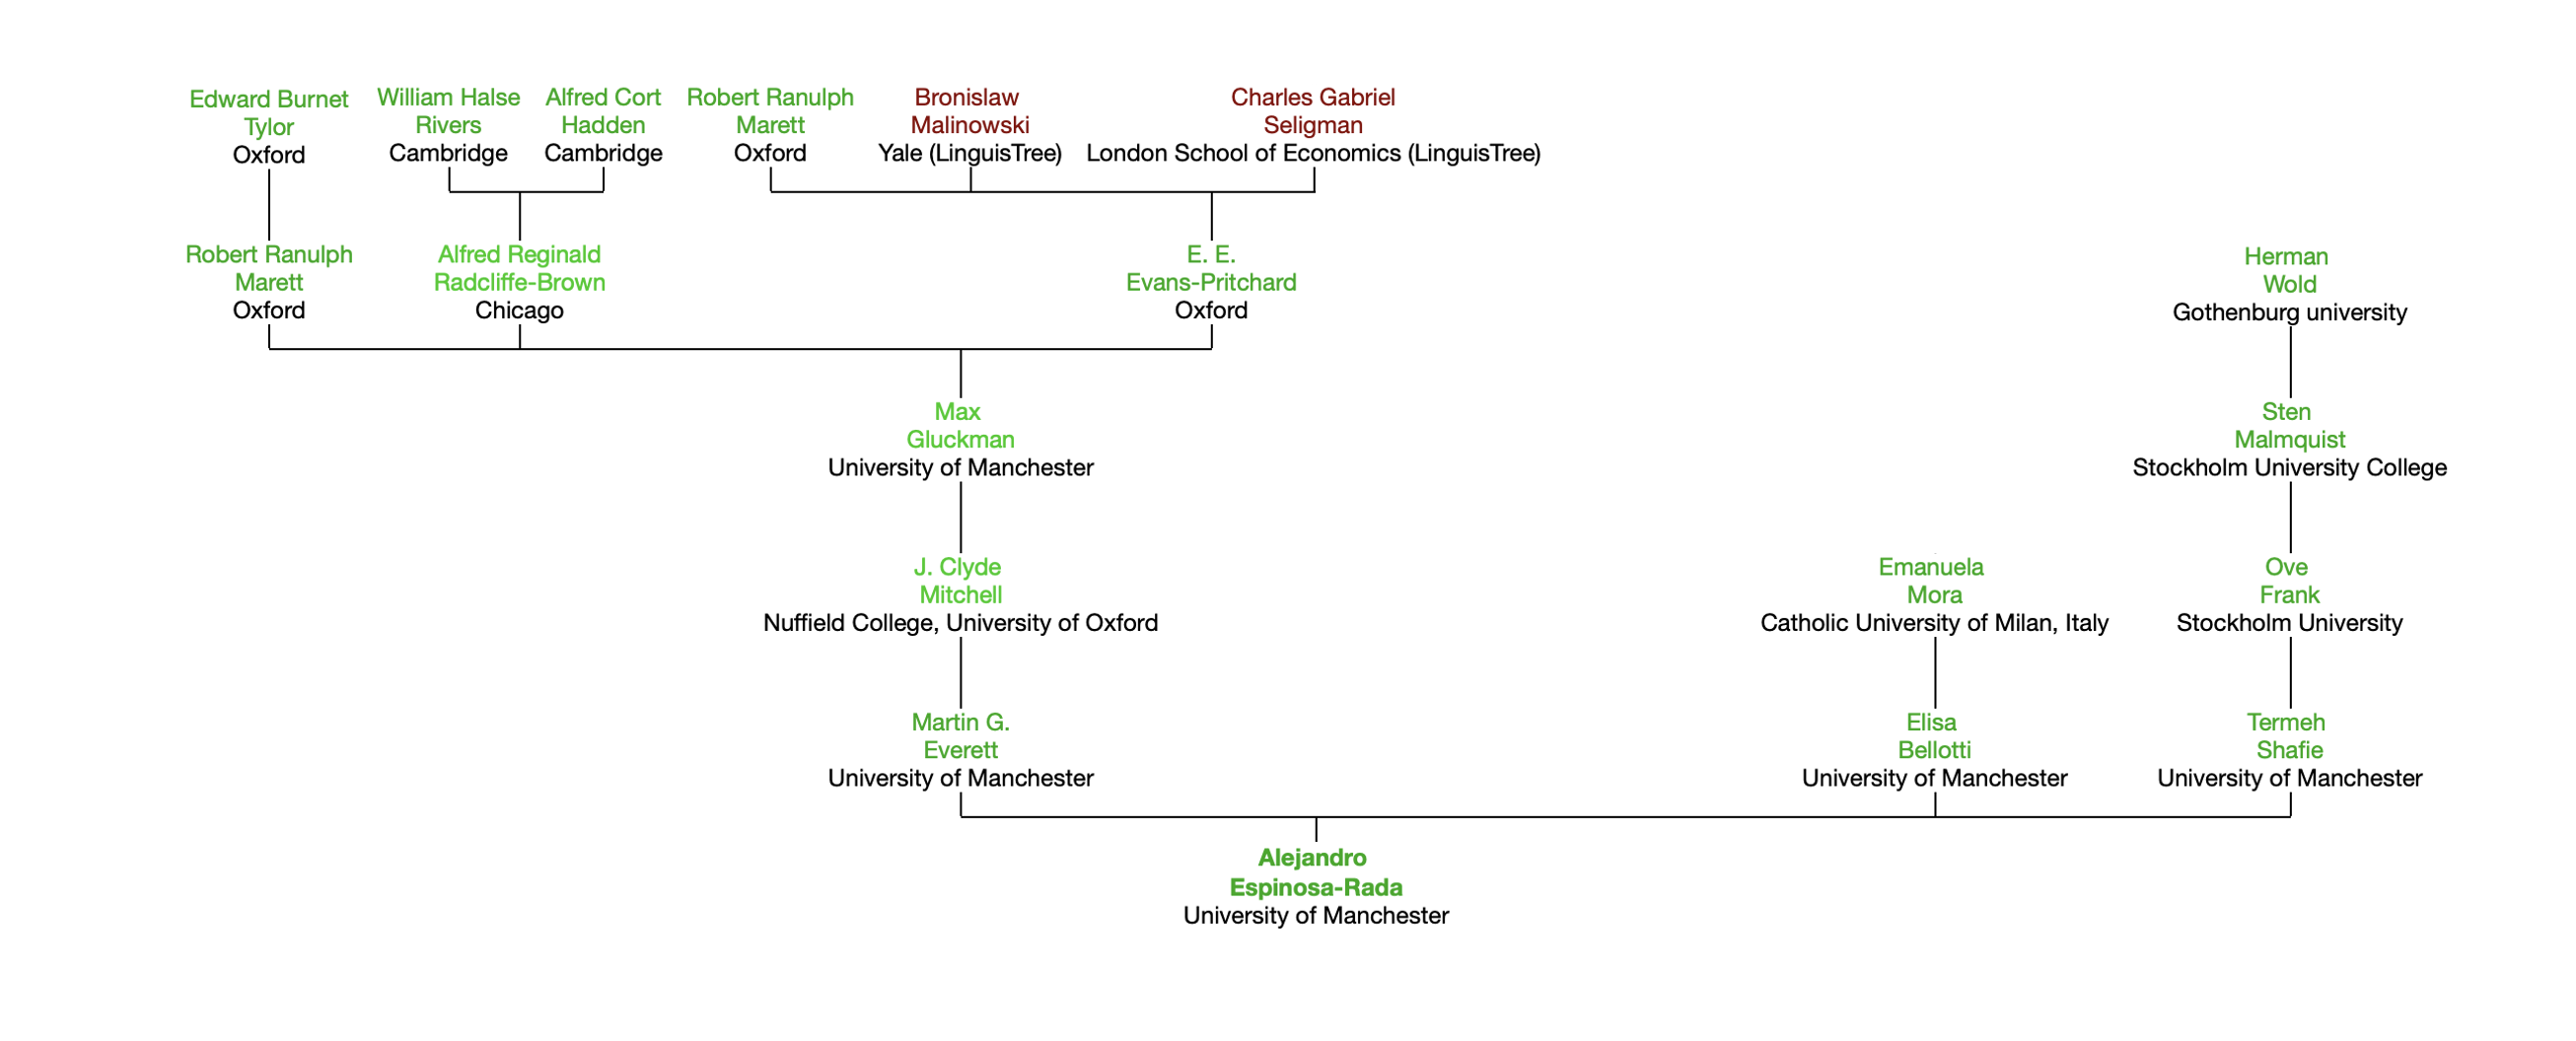 Edward Burnet
Tylor
Oxford
William Halse
Rivers
Cambridge
Alfred Cort
Hadden
Cambridge
Robert Ranulph
Marett
Oxford
Bronislaw
Malinowski
Yale (LinguisTree)
Charles Gabriel
Seligman
London School of Economics (LinguisTree)
Robert Ranulph
Marett
Oxford
Alfred Reginald
Radcliffe-Brown
Chicago
E. E.
Evans-Pritchard
Oxford
Herman
Wold
Gothenburg university
Max
Gluckman
University of Manchester
Sten
Malmquist
Stockholm University College
J. Clyde
Mitchell
Nuffield College, University of Oxford
Emanuela
Mora
Catholic University of Milan, Italy
Ove
Frank
Stockholm University
Martin G.
Everett
University of Manchester
Elisa
Bellotti
University of Manchester
Termeh
Shafie
University of Manchester
Alejandro
Espinosa-Rada
University of Manchester